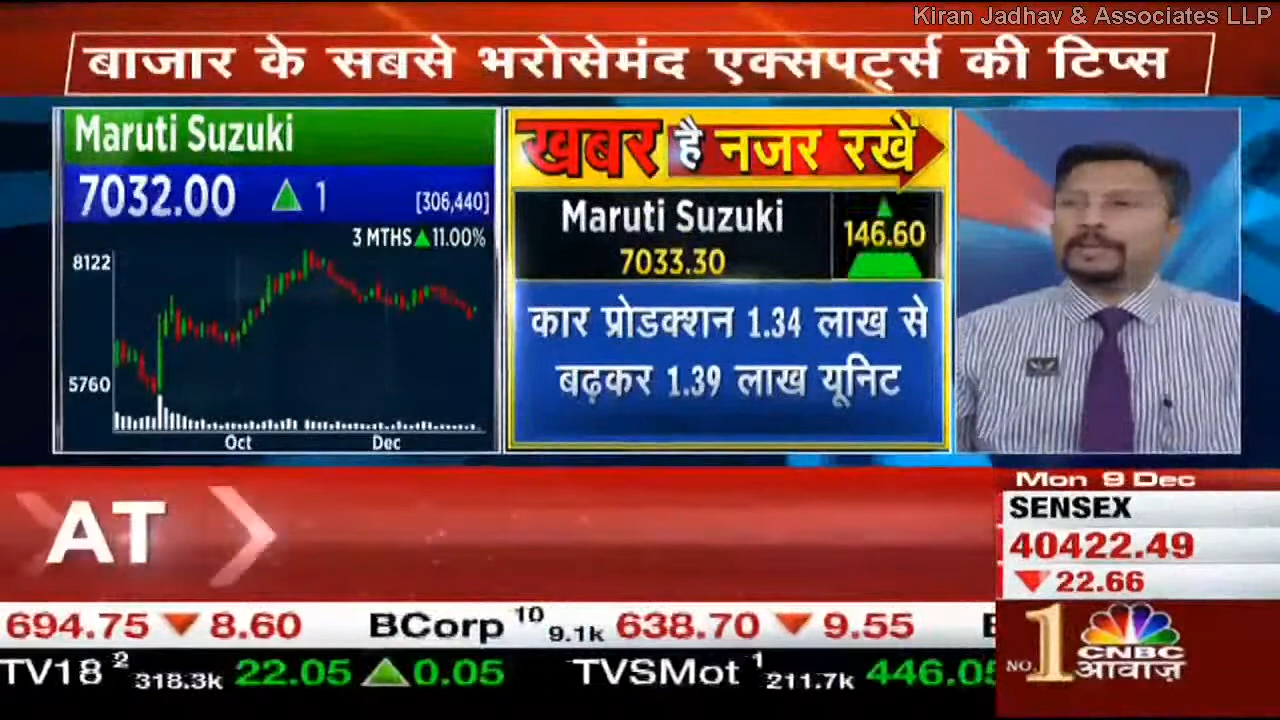 Kiran Jadhav & Associates LLP
बाजार के सबसे भरोसेमंद एक्सपर्ट्स की टिप्स
Maruti Suzuki
7032.00 ▲ 1 [306,440]
3 MTHS ▲ 11.00%
8122
5760
Oct Dec
खबर है नजर रखें
Maruti Suzuki
7033.30
146.60
कार प्रोडक्शन 1.34 लाख से
बढ़कर 1.39 लाख यूनिट
AT
Mon 9 Dec
SENSEX
40422.49
▼ 22.66
694.75 ▼ 8.60 BCorp 10 9.1k 638.70 ▼ 9.55
TV18 2 318.3k 22.05 ▲ 0.05 TVSMot 1 211.7k 446.05
NO. 1 CNBC
आवाज़